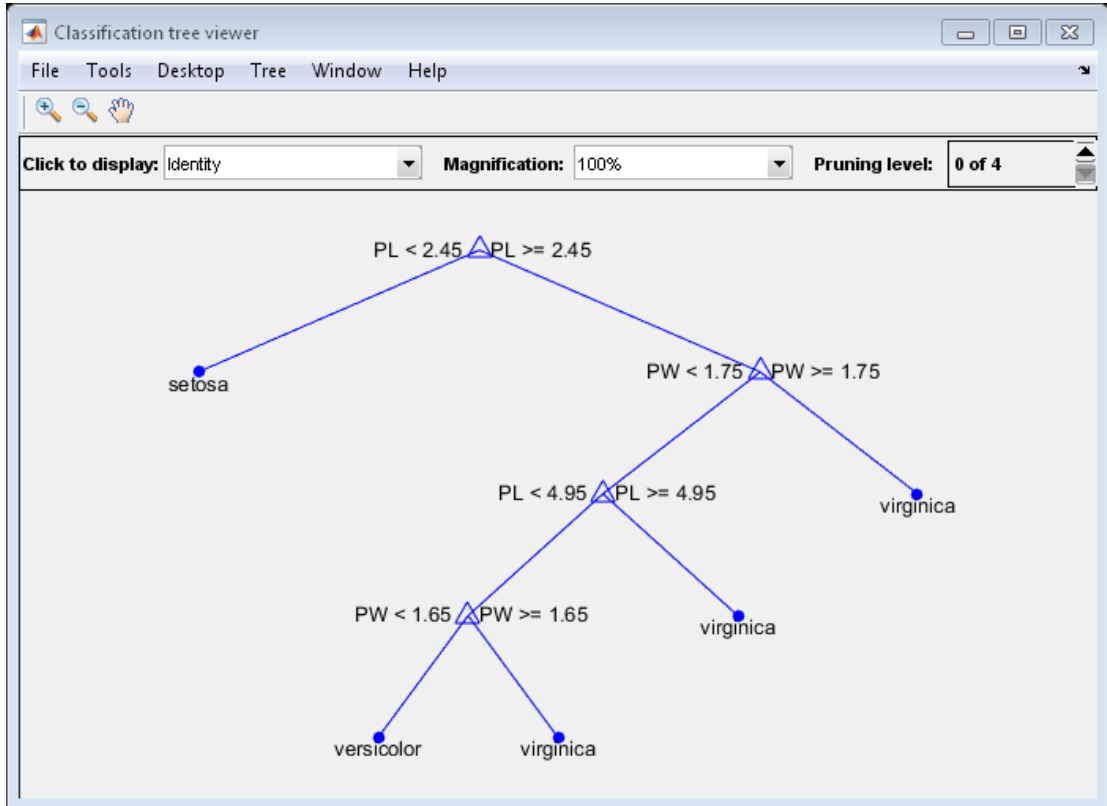 Classification tree viewer
File Tools Desktop Tree Window Help
Click to display: Identity Magnification: 100% Pruning level: 0 of 4
PL < 2.45 PL >= 2.45
setosa
PW < 1.75 PW >= 1.75
PL < 4.95 PL >= 4.95
virginica
PW < 1.65 PW >= 1.65
virginica
versicolor virginica